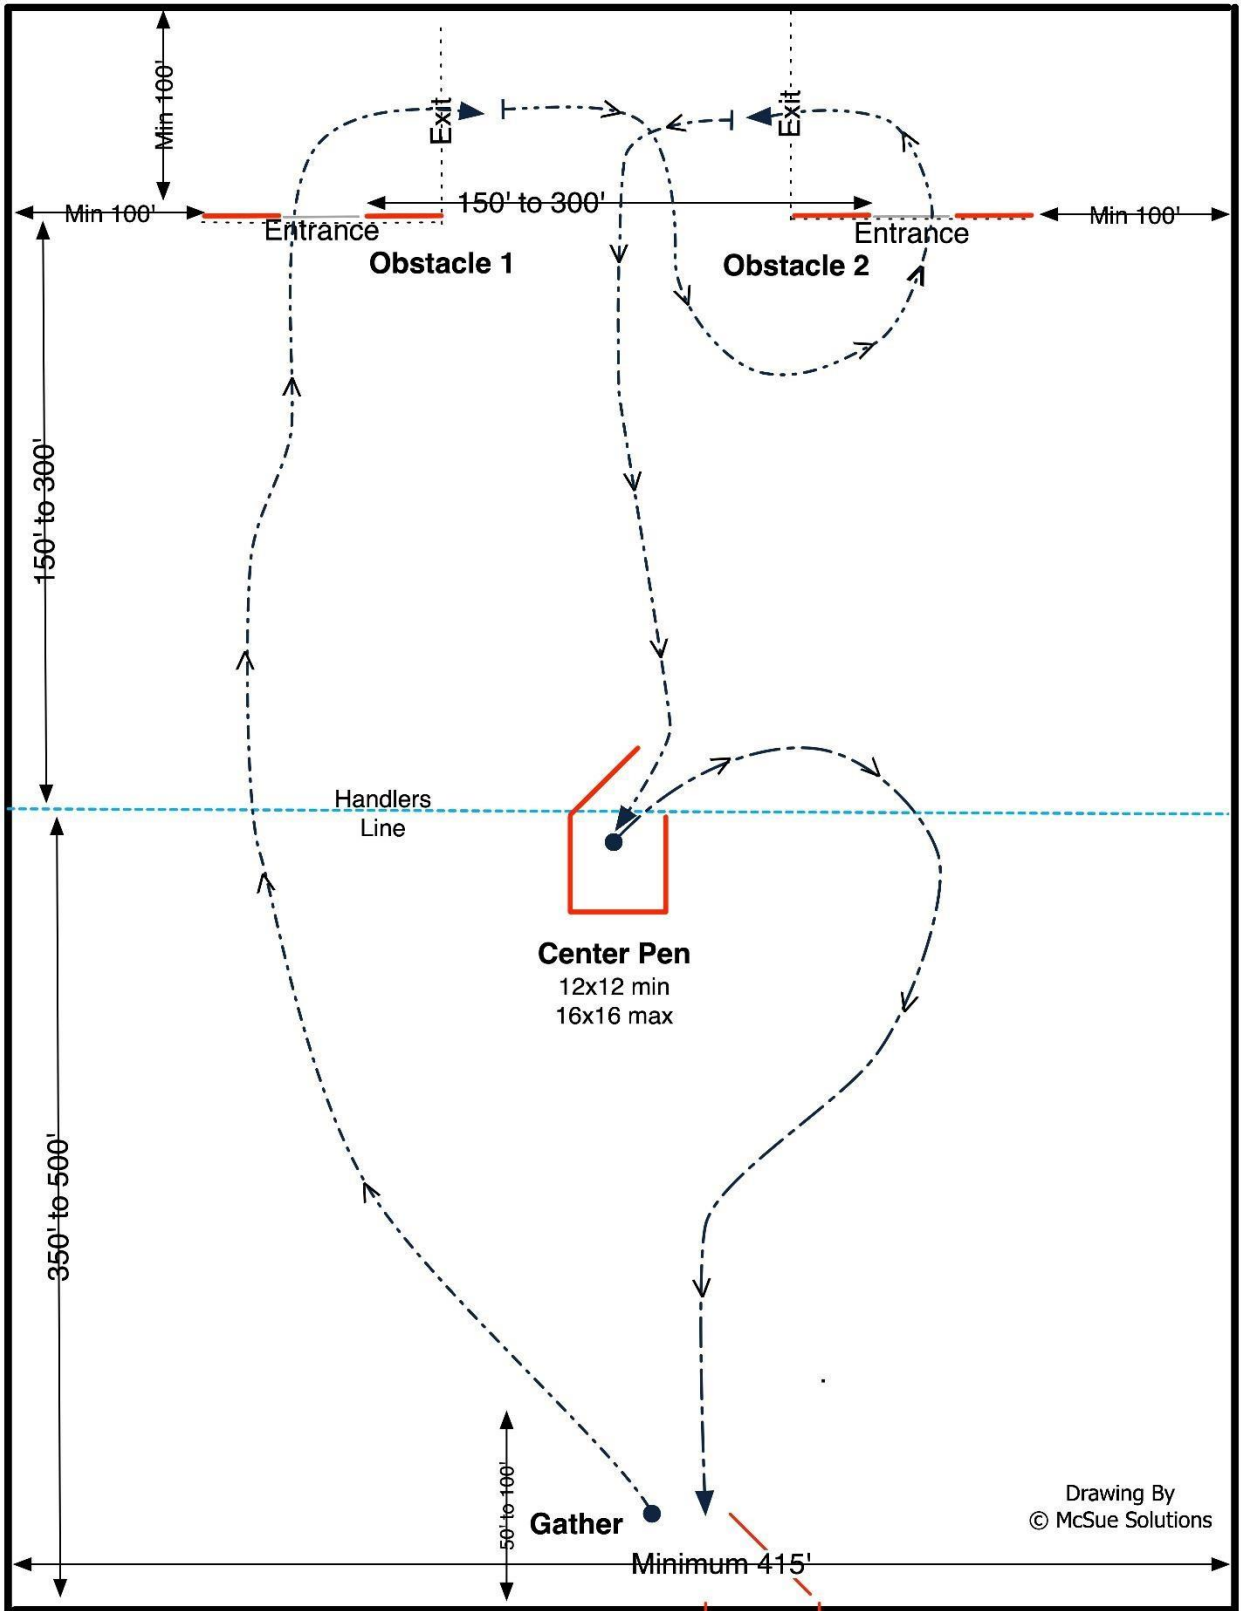 Min 100'
Exit
Exit
Min 100'
150' to 300'
Min 100'
Entrance
Entrance
Obstacle 1
Obstacle 2
150' to 300'
Handlers
Line
Center Pen
12x12 min
16x16 max
350' to 500'
50' to 100'
Gather
Drawing By
© McSue Solutions
Minimum 415'